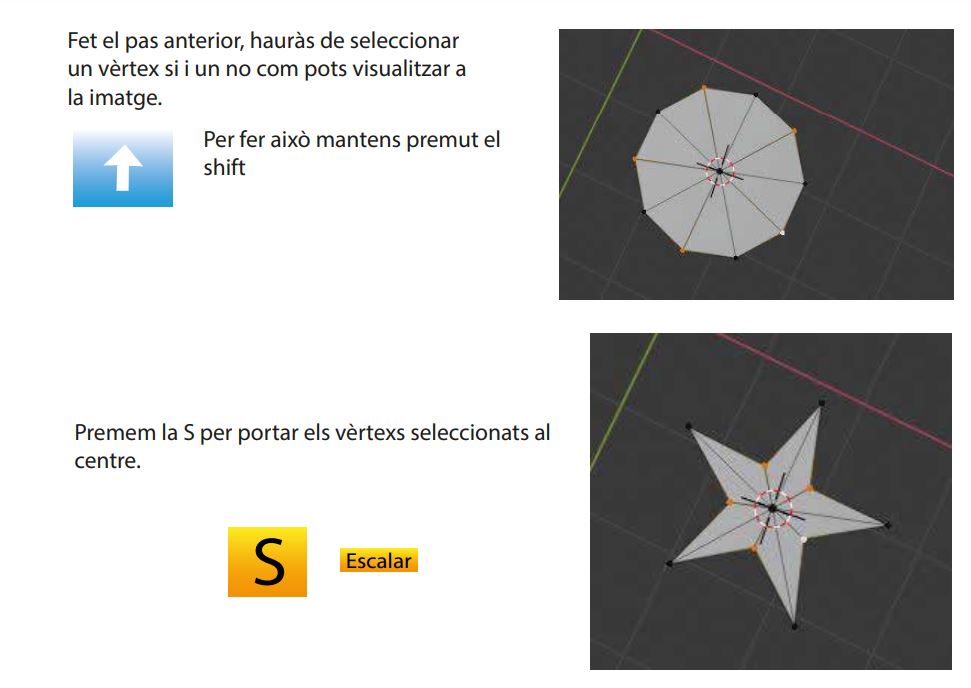 Fet el pas anterior, hauràs de seleccionar
un vèrtex si i un no com pots visualitzar a
la imatge.
Per fer això mantens premut el
shift
Premem la S per portar els vèrtexs seleccionats al
centre.
S
Escalar